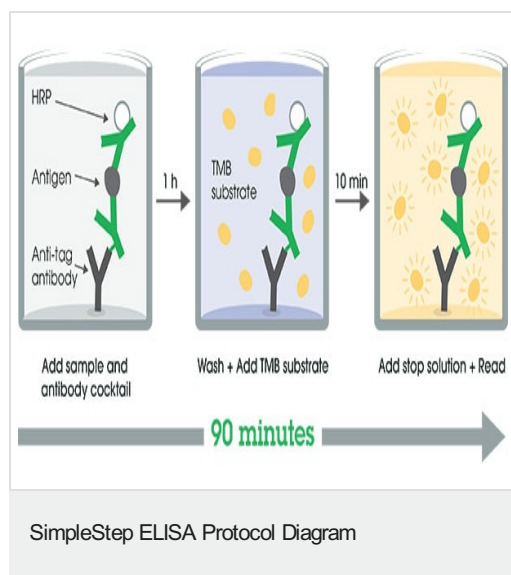 HRP
Antigen
Anti-tag
antibody
1 h
TMB
substrate
10 min
Add sample and
antibody cocktail
Wash + Add TMB substrate
Add stop solution + Read
90 minutes
SimpleStep ELISA Protocol Diagram